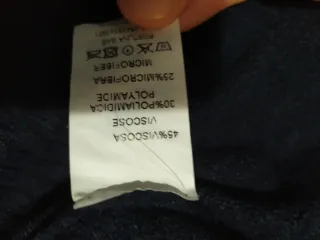 45%VISCOSA
VISCOSE
30%POLIAMIDICA
POLYAMIDE
25%MICROFIBRA
MICROFIBER